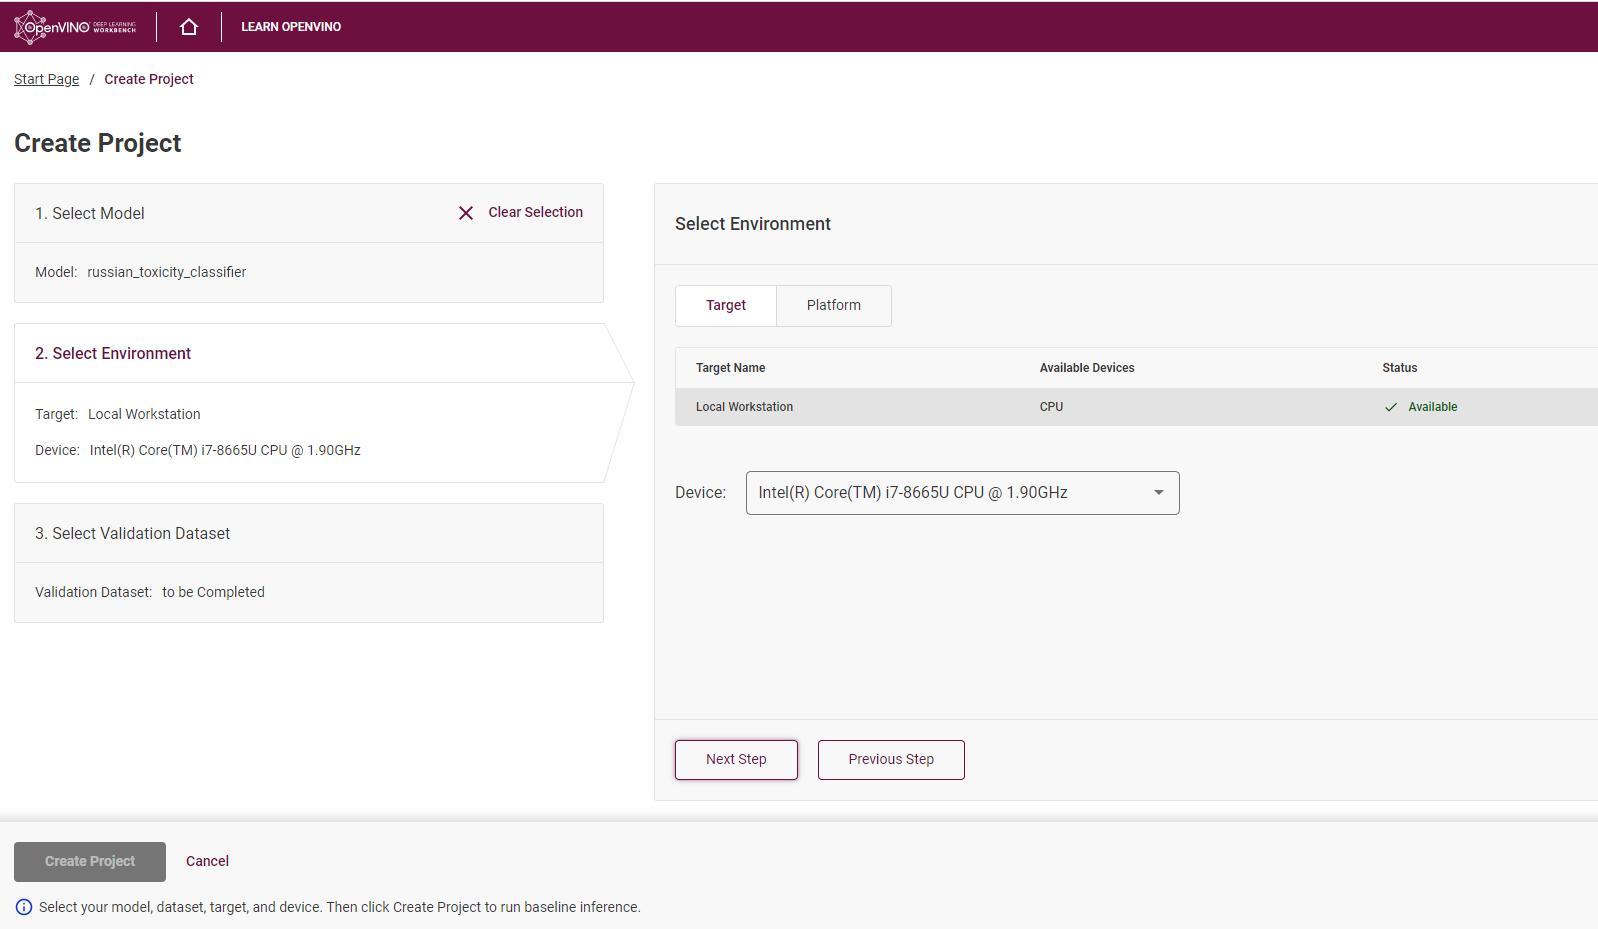 OpenVINO DEEP LEARNING WORKBENCH
LEARN OPENVINO
Start Page / Create Project
Create Project
1. Select Model
Clear Selection
Model: russian_toxicity_classifier
2. Select Environment
Target: Local Workstation
Device: Intel(R) Core(TM) i7-8665U CPU @ 1.90GHz
3. Select Validation Dataset
Validation Dataset: to be Completed
Select Environment
Target Platform
Target Name Available Devices Status
Local Workstation CPU Available
Device: Intel(R) Core(TM) i7-8665U CPU @ 1.90GHz
Next Step Previous Step
Create Project Cancel
Select your model, dataset, target, and device. Then click Create Project to run baseline inference.